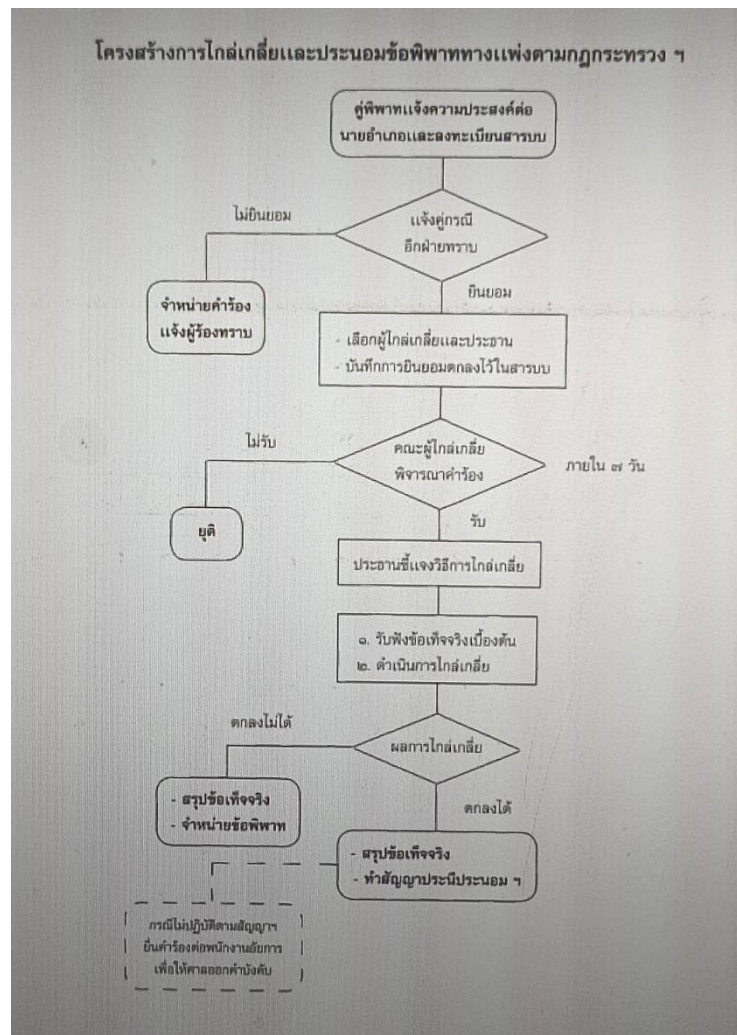 โครงสร้างการไกล่เกลี่ยและประนอมข้อพิพาททางแพ่งตามกฎกระทรวง ฯ
คู่พิพาทแจ้งความประสงค์ต่อ
นายอำเภอและลงทะเบียนสารบบ
ไม่ยินยอม
แจ้งคู่กรณี
อีกฝ่ายทราบ
ยินยอม
จำหน่ายคำร้อง
แจ้งผู้ร้องทราบ
- เลือกผู้ไกล่เกลี่ยและประธาน
- บันทึกการยินยอมตกลงไว้ในสารบบ
ไม่รับ
คณะผู้ไกล่เกลี่ย
พิจารณาคำร้อง
ภายใน ๗ วัน
รับ
ยุติ
ประธานชี้แจงวิธีการไกล่เกลี่ย
๑. รับฟังข้อเท็จจริงเบื้องต้น
๒. ดำเนินการไกล่เกลี่ย
ตกลงไม่ได้
ผลการไกล่เกลี่ย
ตกลงได้
- สรุปข้อเท็จจริง
- จำหน่ายข้อพิพาท
- สรุปข้อเท็จจริง
- ทำสัญญาประนีประนอม ฯ
กรณีไม่ปฏิบัติตามสัญญาฯ
ยื่นคำร้องต่อพนักงานอัยการ
เพื่อให้ศาลออกคำบังคับ